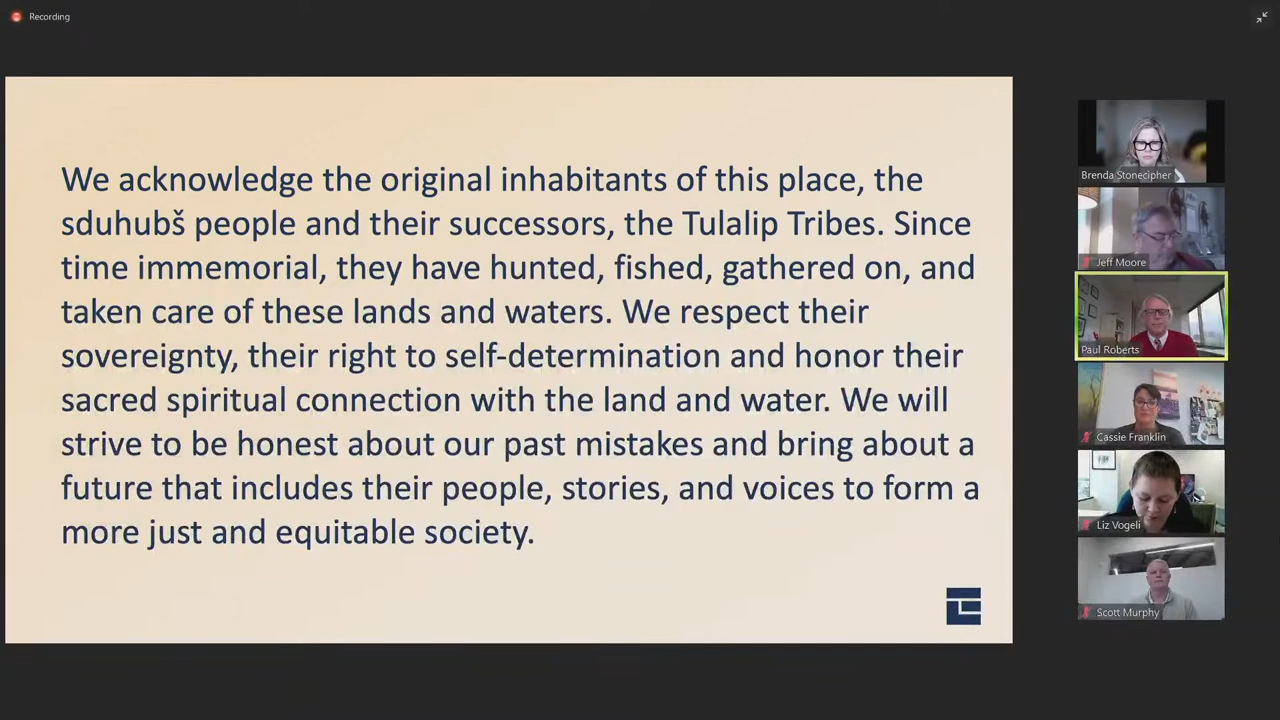 Recording
We acknowledge the original inhabitants of this place, the
sduhubš people and their successors, the Tulalip Tribes. Since
time immemorial, they have hunted, fished, gathered on, and
taken care of these lands and waters. We respect their
sovereignty, their right to self-determination and honor their
sacred spiritual connection with the land and water. We will
strive to be honest about our past mistakes and bring about a
future that includes their people, stories, and voices to form a
more just and equitable society.
Brenda Stonecipher
Jeff Moore
Paul Roberts
Cassie Franklin
Liz Vogeli
Scott Murphy